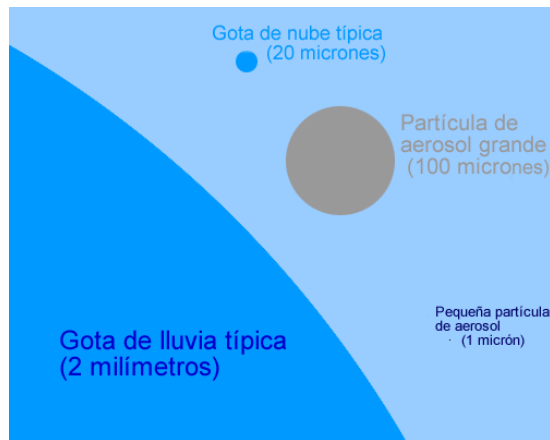 Gota de nube típica
(20 micrones)
Partícula de
aerosol grande
(100 micrones)
Pequeña partícula
de aerosol
(1 micrón)
Gota de lluvia típica
(2 milímetros)